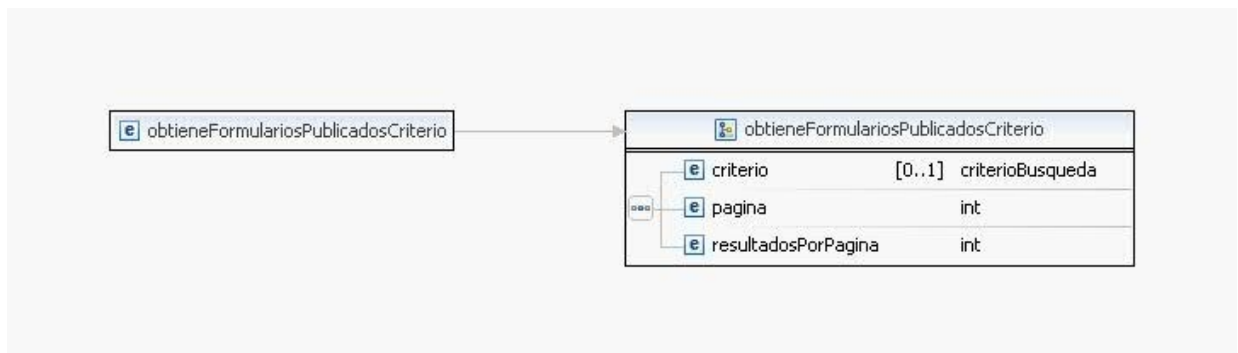 e obtieneFormulariosPublicadosCriterio
obtieneFormulariosPublicadosCriterio
e criterio [0..1] criterioBusqueda
e pagina int
e resultadosPorPagina int